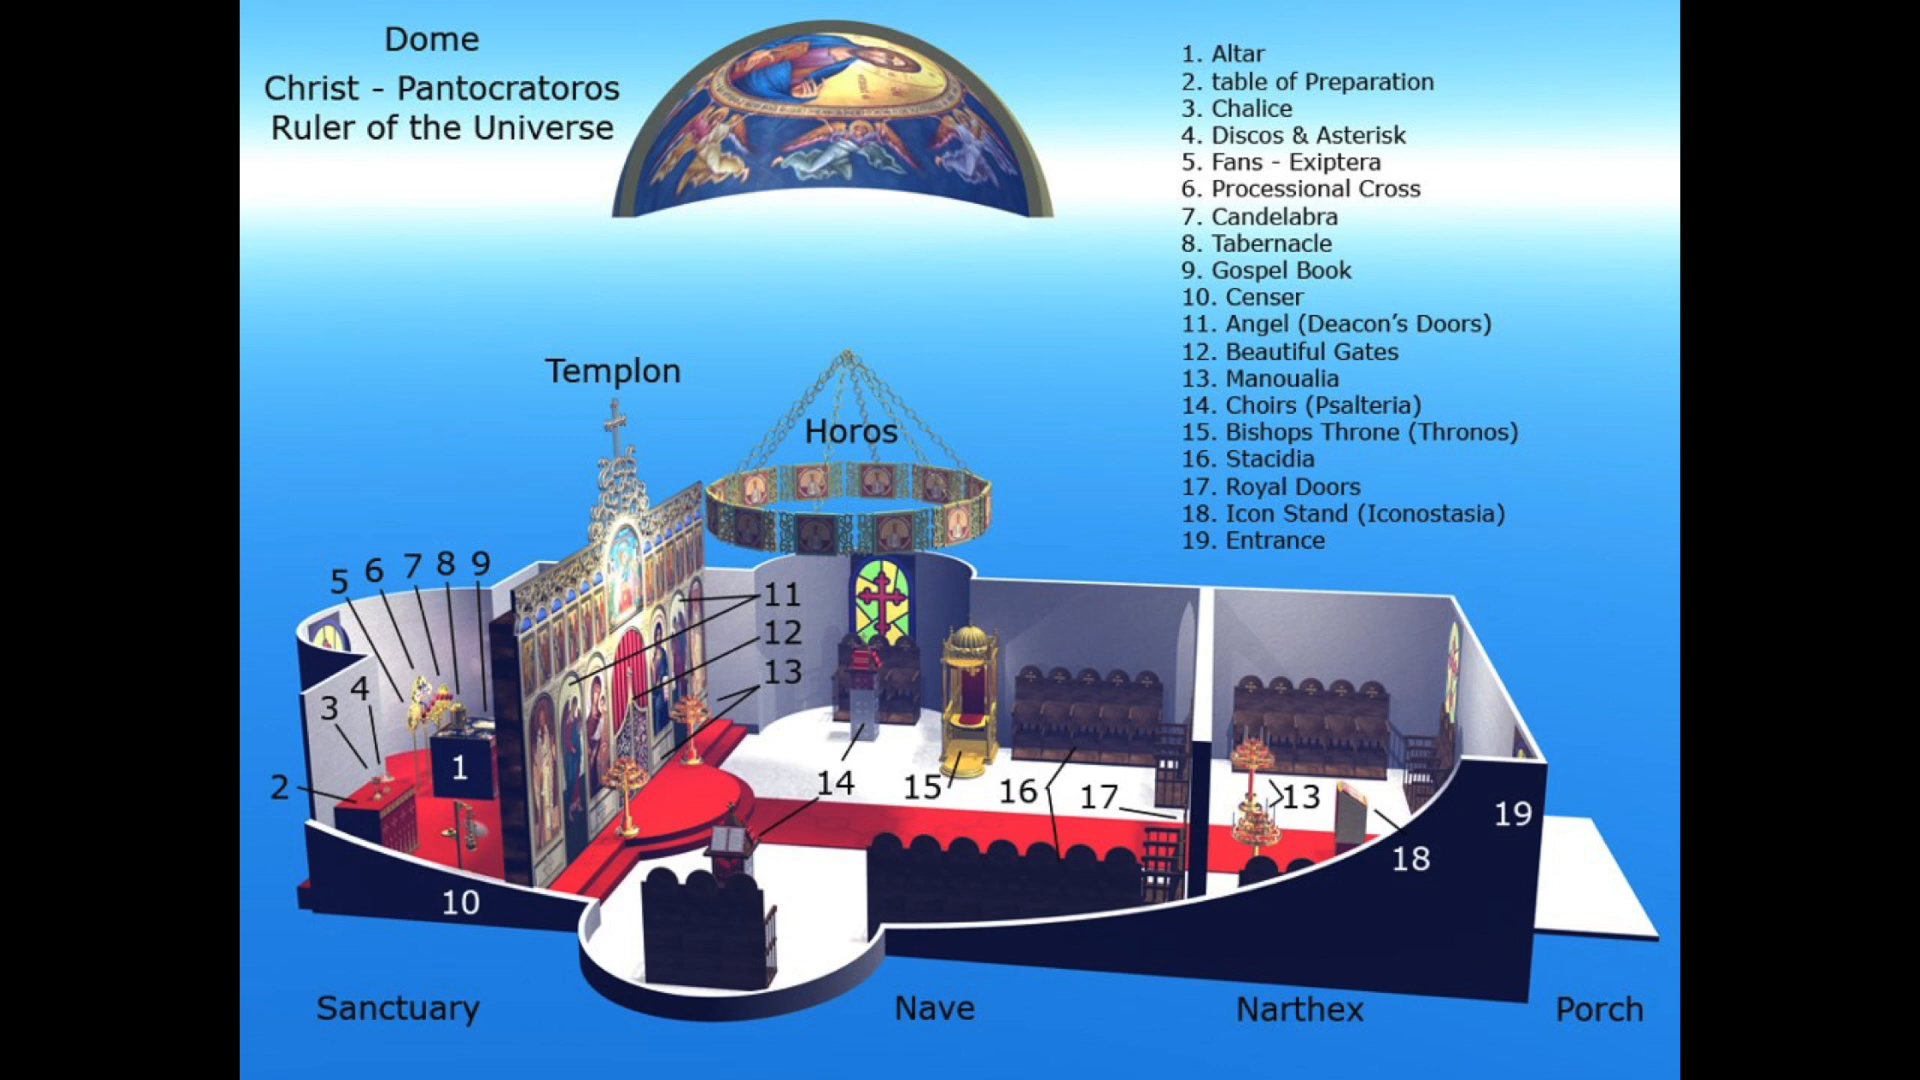 Dome
Christ - Pantocratoros
Ruler of the Universe
1. Altar
2. table of Preparation
3. Chalice
4. Discos & Asterisk
5. Fans - Exiptera
6. Processional Cross
7. Candelabra
8. Tabernacle
9. Gospel Book
10. Censer
11. Angel (Deacon's Doors)
12. Beautiful Gates
13. Manoualia
14. Choirs (Psalteria)
15. Bishops Throne (Thronos)
16. Stacidia
17. Royal Doors
18. Icon Stand (Iconostasia)
19. Entrance
Templon
Horos
5 6 7 8 9
11
12
13
3 4
2
1
14
15
16
17
13
19
18
10
Sanctuary
Nave
Narthex
Porch